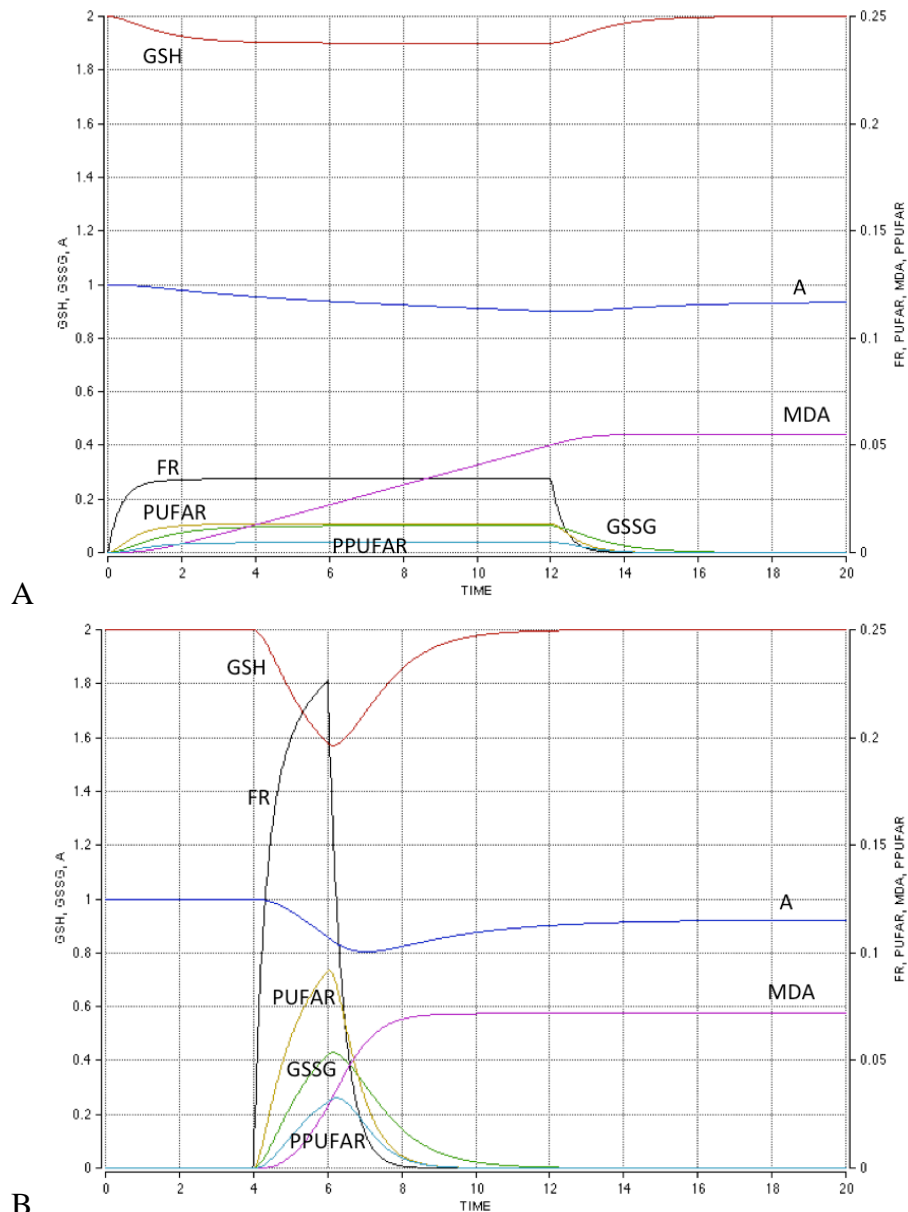 2
1.8
1.6
1.4
1.2
1
0.8
0.6
0.4
0.2
0
0.25
0.2
0.15
0.1
0.05
0
0 2 4 6 8 10 12 14 16 18 20
TIME
GSH, GSSG, A
FR, PUFAR, MDA, PPUFAR
GSH
A
MDA
FR
PUFAR
PPUFAR
GSSG
A
2
1.8
1.6
1.4
1.2
1
0.8
0.6
0.4
0.2
0
0.25
0.2
0.15
0.1
0.05
0
0 2 4 6 8 10 12 14 16 18 20
TIME
GSH, GSSG, A
FR, PUFAR, MDA, PPUFAR
GSH
FR
A
PUFAR
MDA
GSSG
PPUFAR
B